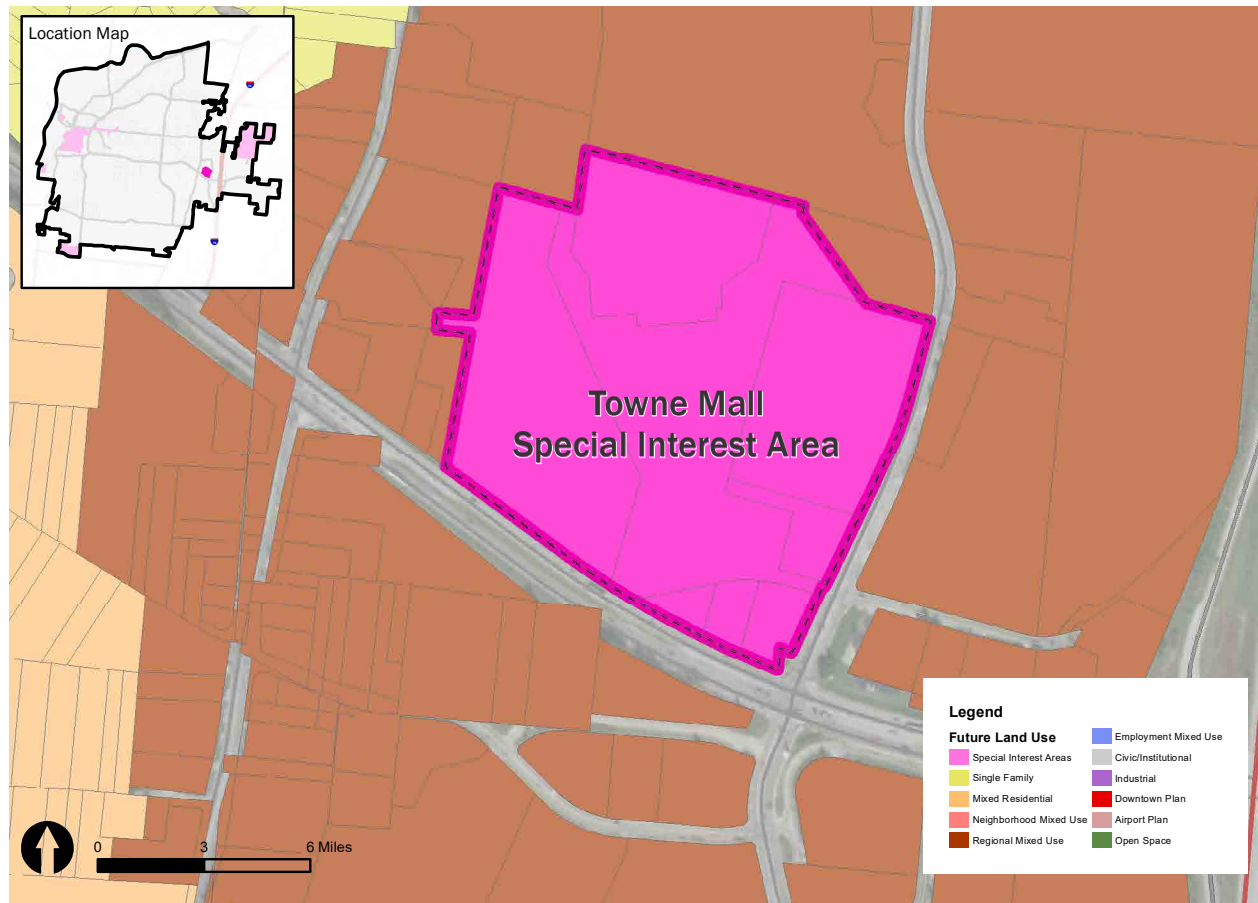 Location Map
Towne Mall
Special Interest Area
Legend
Future Land Use
Special Interest Areas
Single Family
Mixed Residential
Neighborhood Mixed Use
Regional Mixed Use
Employment Mixed Use
Civic/Institutional
Industrial
Downtown Plan
Airport Plan
Open Space
0 3 6 Miles